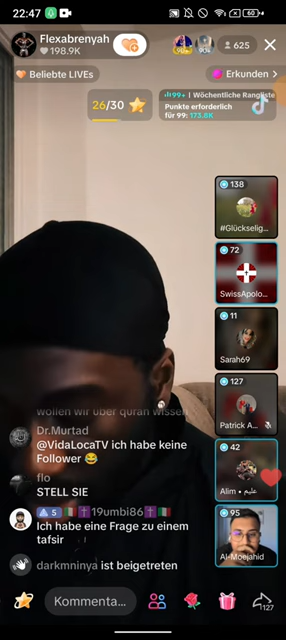 22:47
60
Flexabrenyah
198.9K
625
Beliebte LIVEs
Erkunden >
26/30
99+ | Wöchentliche Rangliste
Punkte erforderlich
für 99: 173.8K
138
#Glückselig...
72
SwissApolo...
11
Sarah69
127
Patrick A...
42
Alim • عليم
95
Al-Moejahid
wollen wir über quran wissen
Dr.Murtad
@VidaLocaTV ich habe keine
Follower 😂
flo
STELL SIE
5 🇮🇹✝️19umbi86✝️🇮🇹
Ich habe eine Frage zu einem
tafsir
darkmninya ist beigetreten
Kommenta...
127